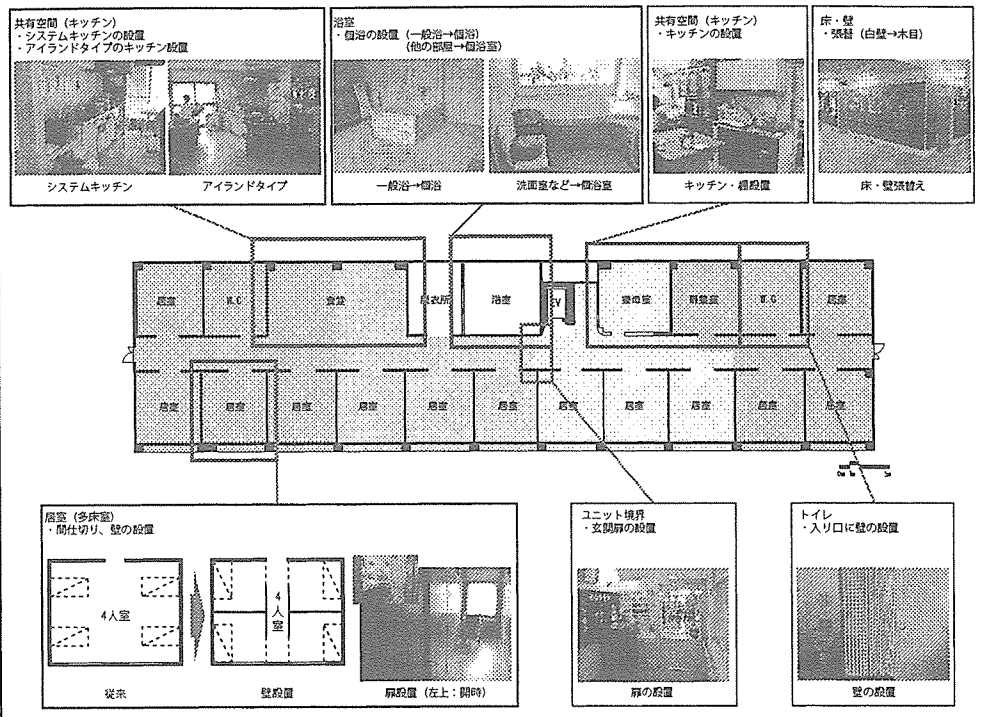 共有空間（キッチン）
・システムキッチンの設置
・アイランドタイプのキッチン設置
システムキッチン
アイランドタイプ
浴室
・個浴の設置（一般浴→個浴）
（他の部屋→個浴室）
一般浴→個浴
洗面室など→個浴室
共有空間（キッチン）
・キッチンの設置
キッチン・棚設置
床・壁
・張替（白壁→木目）
床・壁張替え
居室
W.C
食堂
脱衣所
浴室
EV
寮母室
W.C
居室
居室
居室
居室
居室
居室
居室
居室
居室
居室
居室
居室
居室（多床室）
・間仕切り、壁の設置
4人室
4人室
従来
壁設置
扉設置（左上：開時）
ユニット境界
・玄関扉の設置
扉の設置
トイレ
・入り口に壁の設置
壁の設置